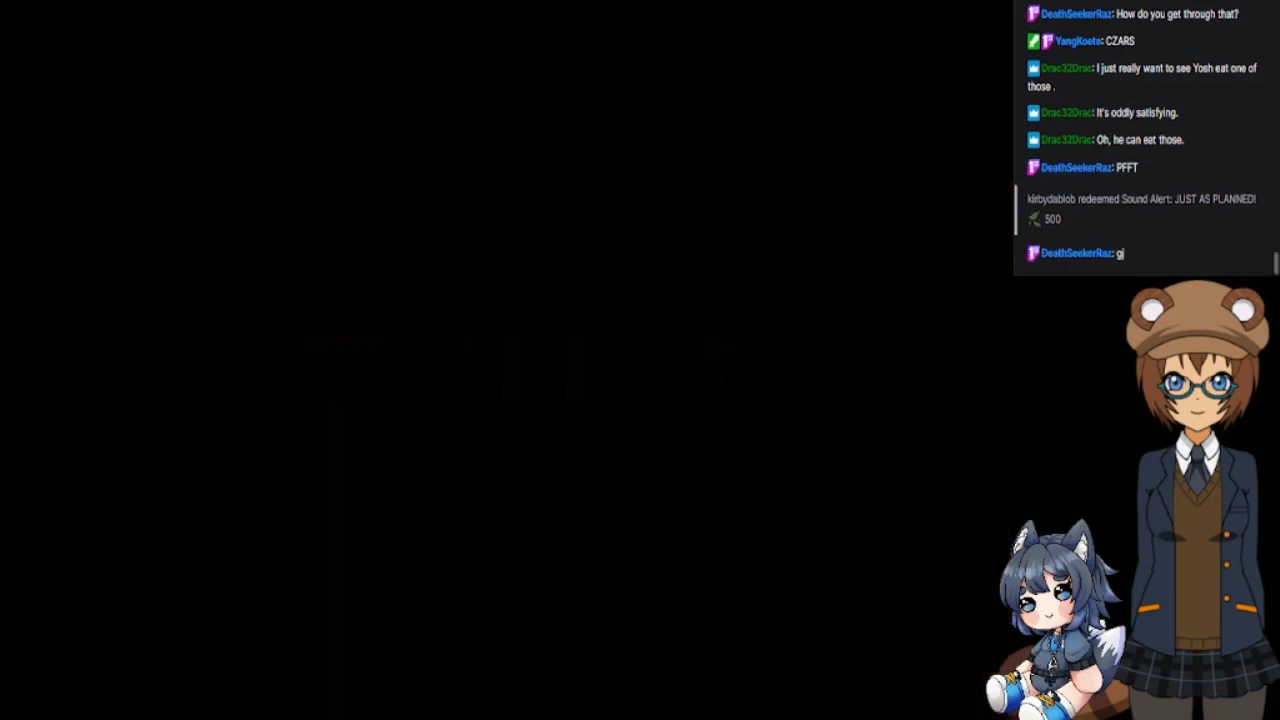 DeathSeekerRaz: How do you get through that?
YangKoete: CZARS
Drac32Drac: I just really want to see Yosh eat one of
those .
Drac32Drac: It's oddly satisfying.
Drac32Drac: Oh, he can eat those.
DeathSeekerRaz: PFFT
kirbydablob redeemed Sound Alert: JUST AS PLANNED!
500
DeathSeekerRaz: gj